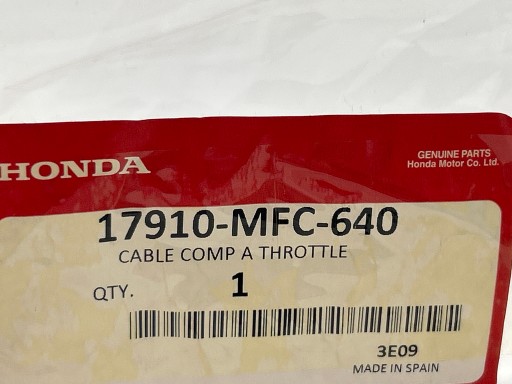 HONDA
GENUINE PARTS
Honda Motor Co. Ltd.
17910-MFC-640
CABLE COMP A THROTTLE
QTY. 1
3E09
MADE IN SPAIN